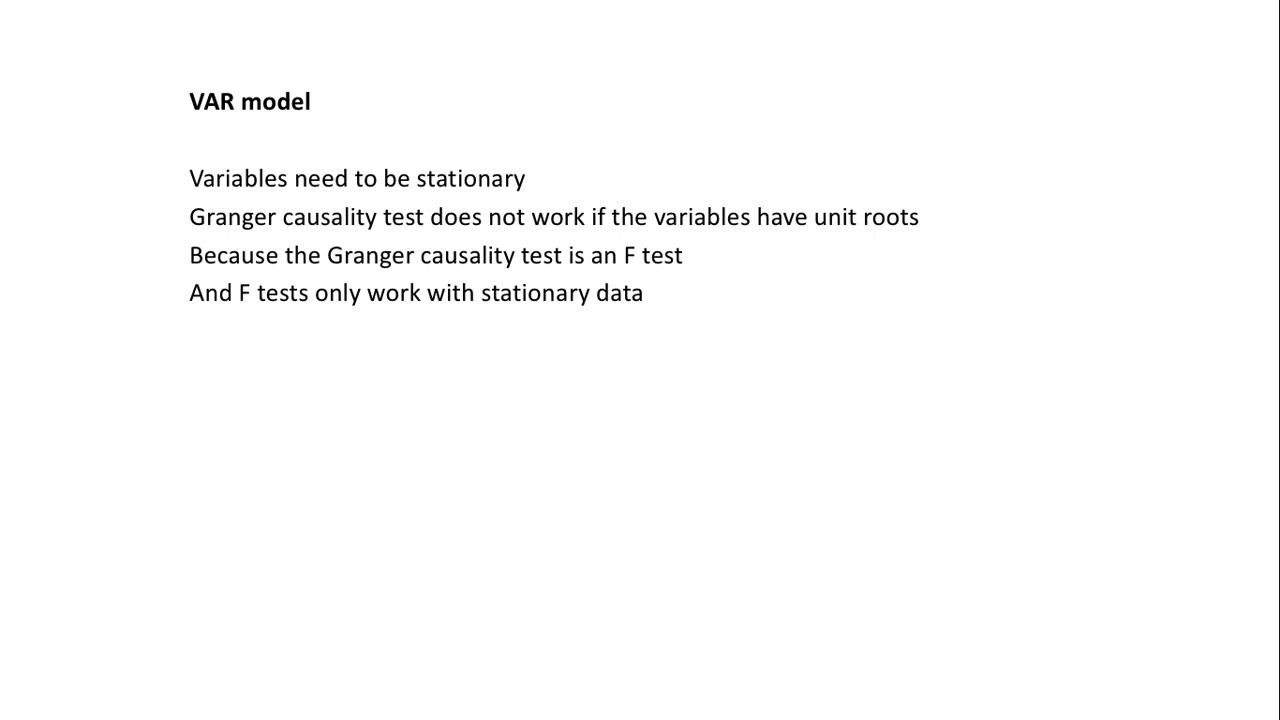 VAR model
Variables need to be stationary
Granger causality test does not work if the variables have unit roots
Because the Granger causality test is an F test
And F tests only work with stationary data